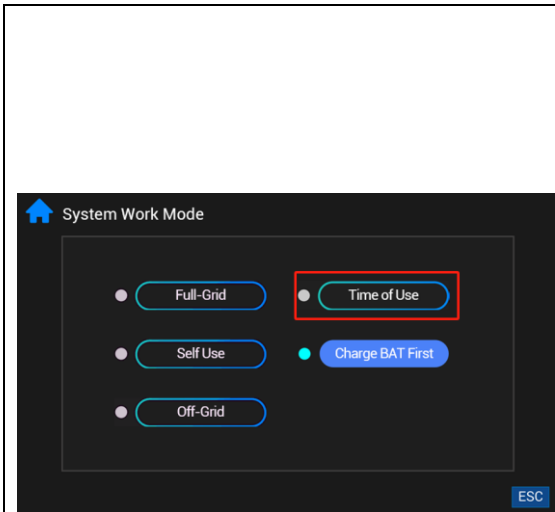 System Work Mode
Full-Grid
Time of Use
Self Use
Charge BAT First
Off-Grid
ESC